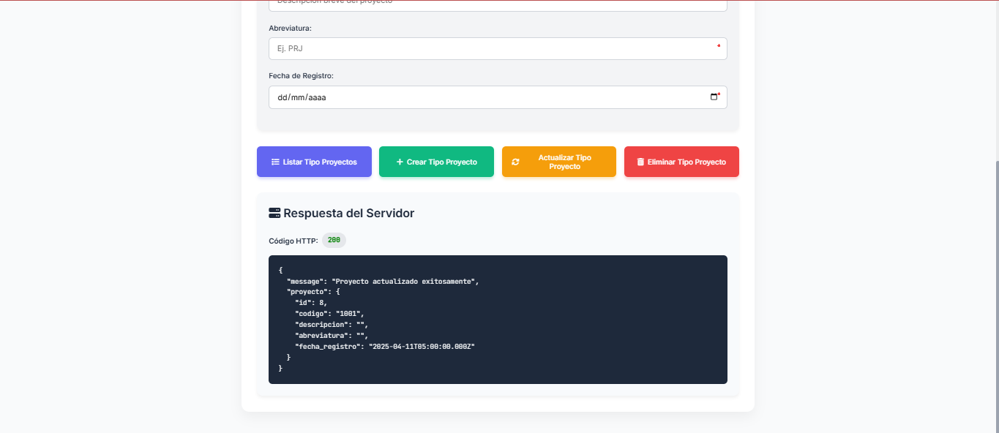 Descripción breve del proyecto
Abreviatura:
Ej. PRJ *
Fecha de Registro:
dd/mm/aaaa *
Listar Tipo Proyectos
+ Crear Tipo Proyecto
Actualizar Tipo
Proyecto
Eliminar Tipo Proyecto
Respuesta del Servidor
Código HTTP: 200
{
  "message": "Proyecto actualizado exitosamente",
  "proyecto": {
    "id": 8,
    "codigo": "1001",
    "descripcion": "",
    "abreviatura": "",
    "fecha_registro": "2025-04-11T05:00:00.000Z"
  }
}